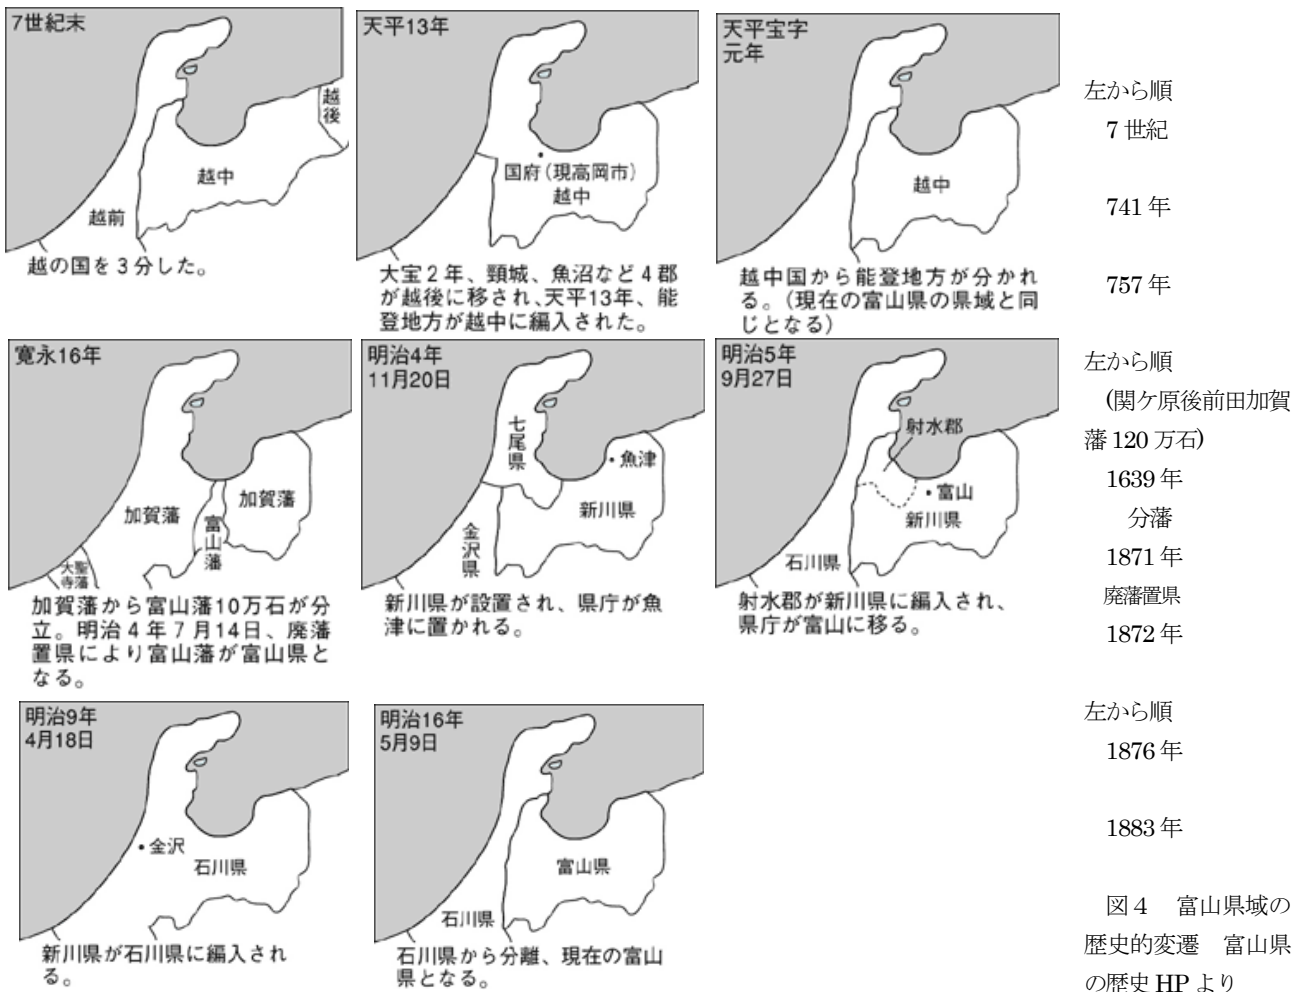 7世紀末
越後
越中
越前
越の国を3分した。
天平13年
国府(現高岡市)
越中
大宝2年、頸城、魚沼など4郡
が越後に移され、天平13年、能
登地方が越中に編入された。
天平宝字
元年
越中
越中国から能登地方が分かれ
る。(現在の富山県の県域と同
じとなる)
左から順
7世紀
741年
757年
寛永16年
加賀藩
富山藩
加賀藩
大聖
寺藩
加賀藩から富山藩10万石が分
立。明治4年7月14日、廃藩
置県により富山藩が富山県と
なる。
明治4年
11月20日
七尾県
・魚津
新川県
金沢県
新川県が設置され、県庁が魚
津に置かれる。
明治5年
9月27日
射水郡
・富山
新川県
石川県
射水郡が新川県に編入され、
県庁が富山に移る。
左から順
(関ケ原後前田加賀
藩120万石)
1639年
分藩
1871年
廃藩置県
1872年
明治9年
4月18日
・金沢
石川県
新川県が石川県に編入され
る。
明治16年
5月9日
富山県
石川県
石川県から分離、現在の富山
県となる。
左から順
1876年
1883年
図4 富山県域の
歴史的変遷 富山県
の歴史HPより